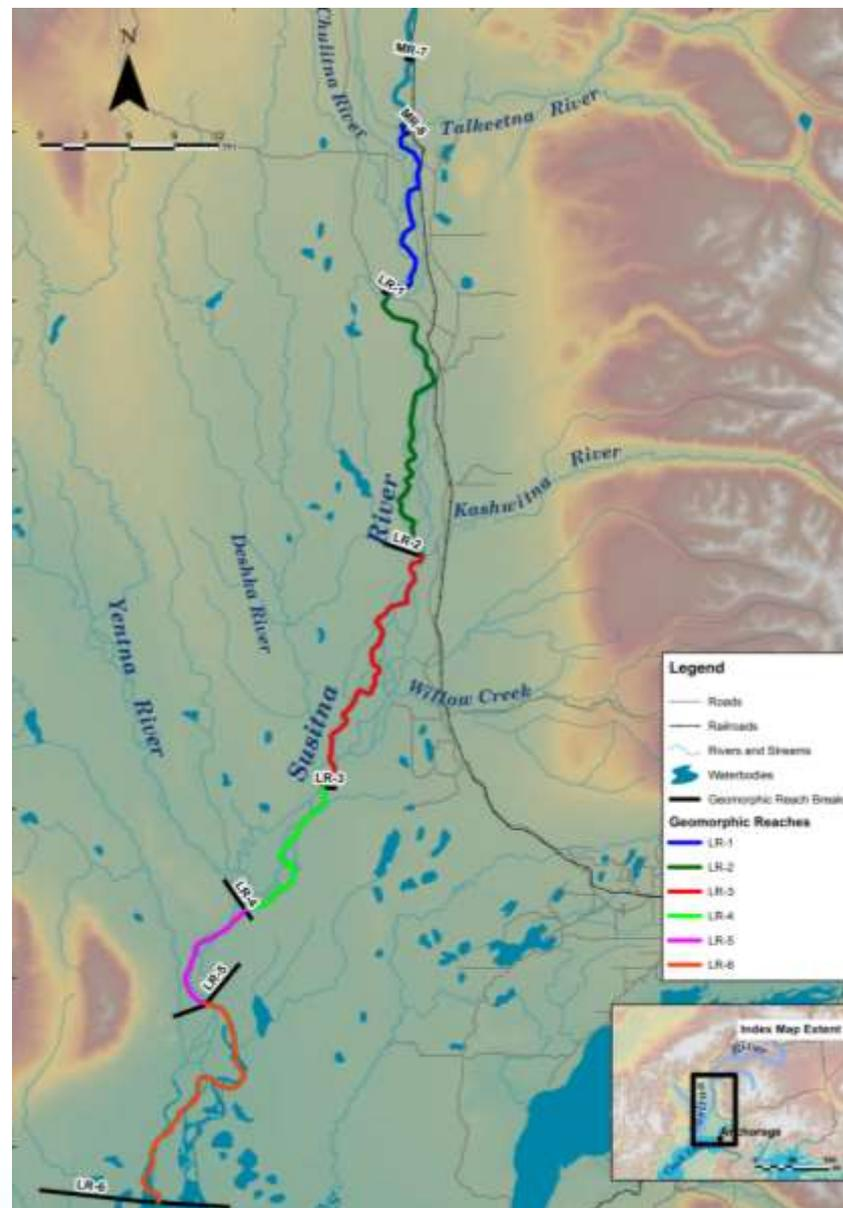 MR-7
N
Chulitna River
Talkeetna River
MR-8
LR-1
River
Kashwitna River
LR-2
Deshka River
Yentna River
Willow Creek
Susitna
LR-3
LR-4
LR-5
LR-6
Legend
Roads
Railroads
Rivers and Streams
Waterbodies
Geomorphic Reach Break
Geomorphic Reaches
LR-1
LR-2
LR-3
LR-4
LR-5
LR-6
Index Map Extent
River
Anchorage